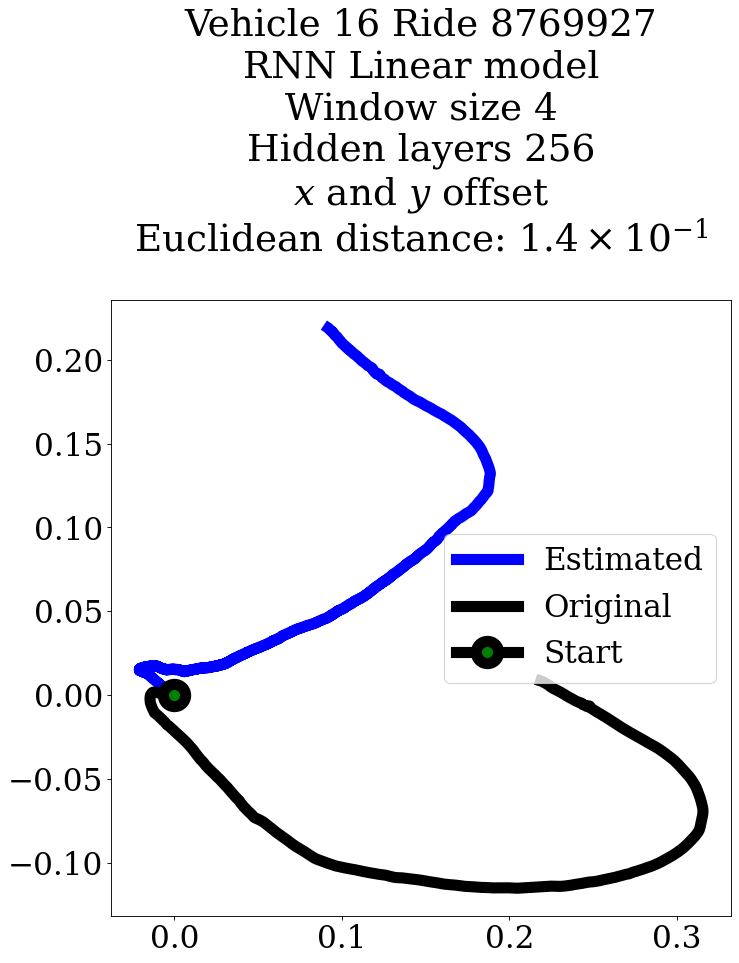 Vehicle 16 Ride 8769927
RNN Linear model
Window size 4
Hidden layers 256
x and y offset
Euclidean distance: 1.4 × 10⁻¹
0.20
0.15
0.10
0.05
0.00
−0.05
−0.10
Estimated
Original
Start
0.0 0.1 0.2 0.3